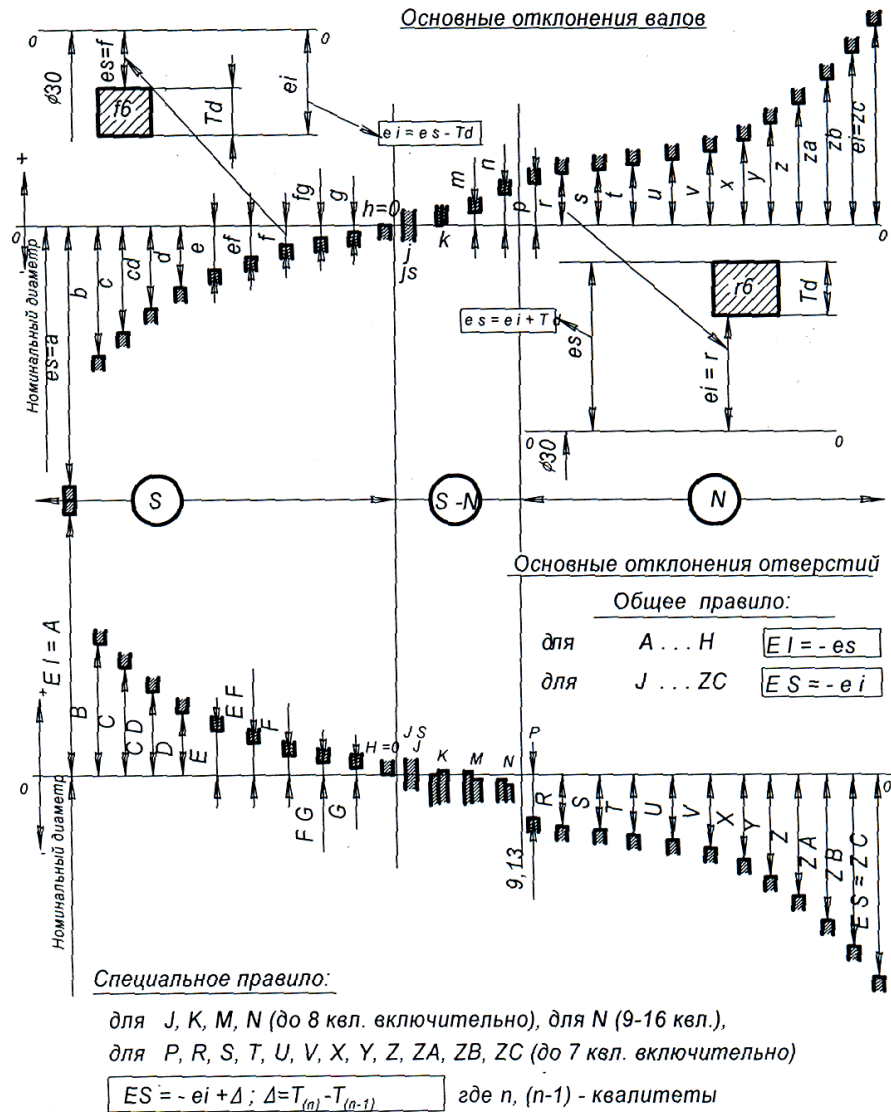 Основные отклонения валов
0 0
⌀30
es=f
f6
Td
ei
ei = es - Td
+
-
0 0
Номинальный диаметр
es=a
b
c
cd
d
e
ef
f
fg
g
h=0
j
js
k
m
n
p
r
s
t
u
v
x
y
z
za
zb
ei=zc
r6
Td
es = ei + Td
es
ei = r
0 0
⌀30
S
S -N
N
Основные отклонения отверстий
Общее правило:
для A . . . H EI = - es
для J . . . ZC ES = - ei
+
-
EI = A
0 0
Номинальный диаметр
B
C
CD
D
E
EF
F
FG
G
H=0
JS
J
K
M
N
P
9,13
R
S
T
U
V
X
Y
Z
ZA
ZB
ES = ZC
Специальное правило:
для J, K, M, N (до 8 квл. включительно), для N (9-16 квл.),
для P, R, S, T, U, V, X, Y, Z, ZA, ZB, ZC (до 7 квл. включительно)
ES = - ei + Δ ; Δ=T(n)-T(n-1) где n, (n-1) - квалитеты